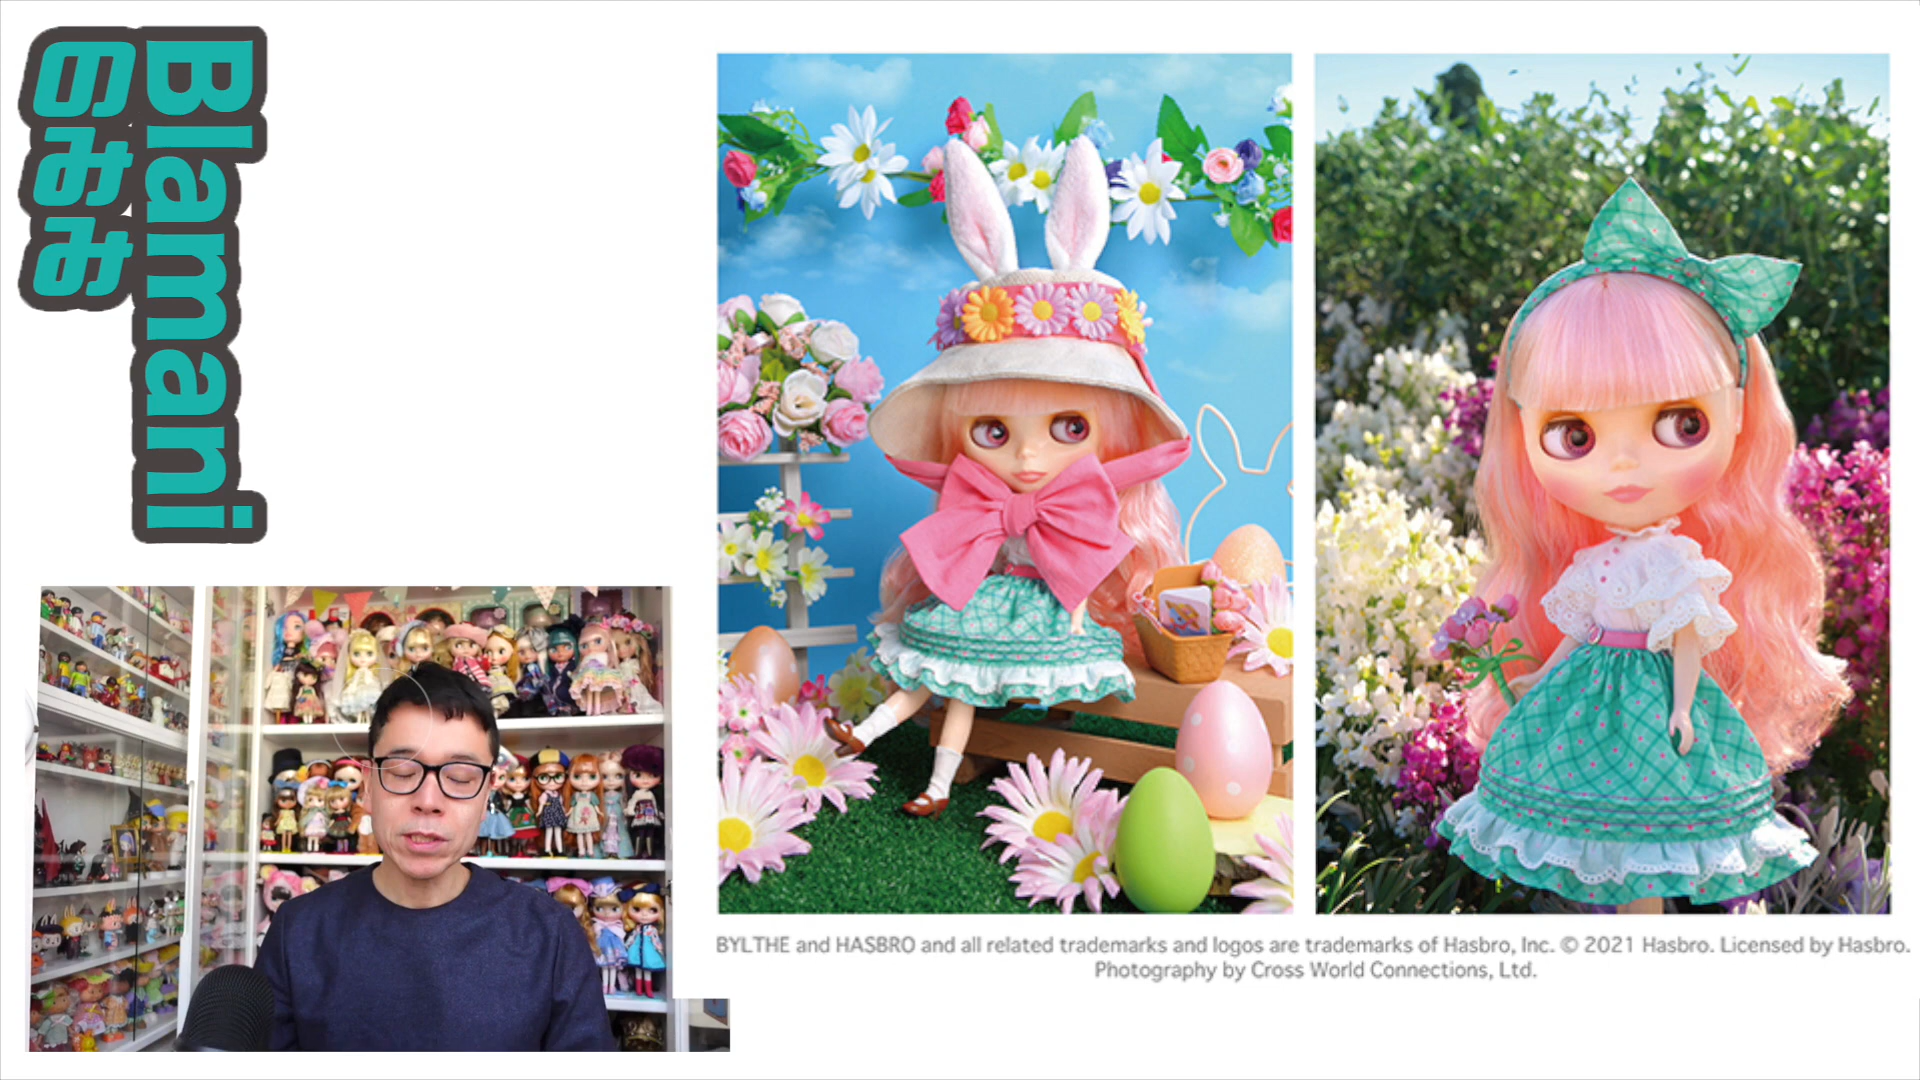 Blamani
のみみ
BYLTHE and HASBRO and all related trademarks and logos are trademarks of Hasbro, Inc. © 2021 Hasbro. Licensed by Hasbro.
Photography by Cross World Connections, Ltd.